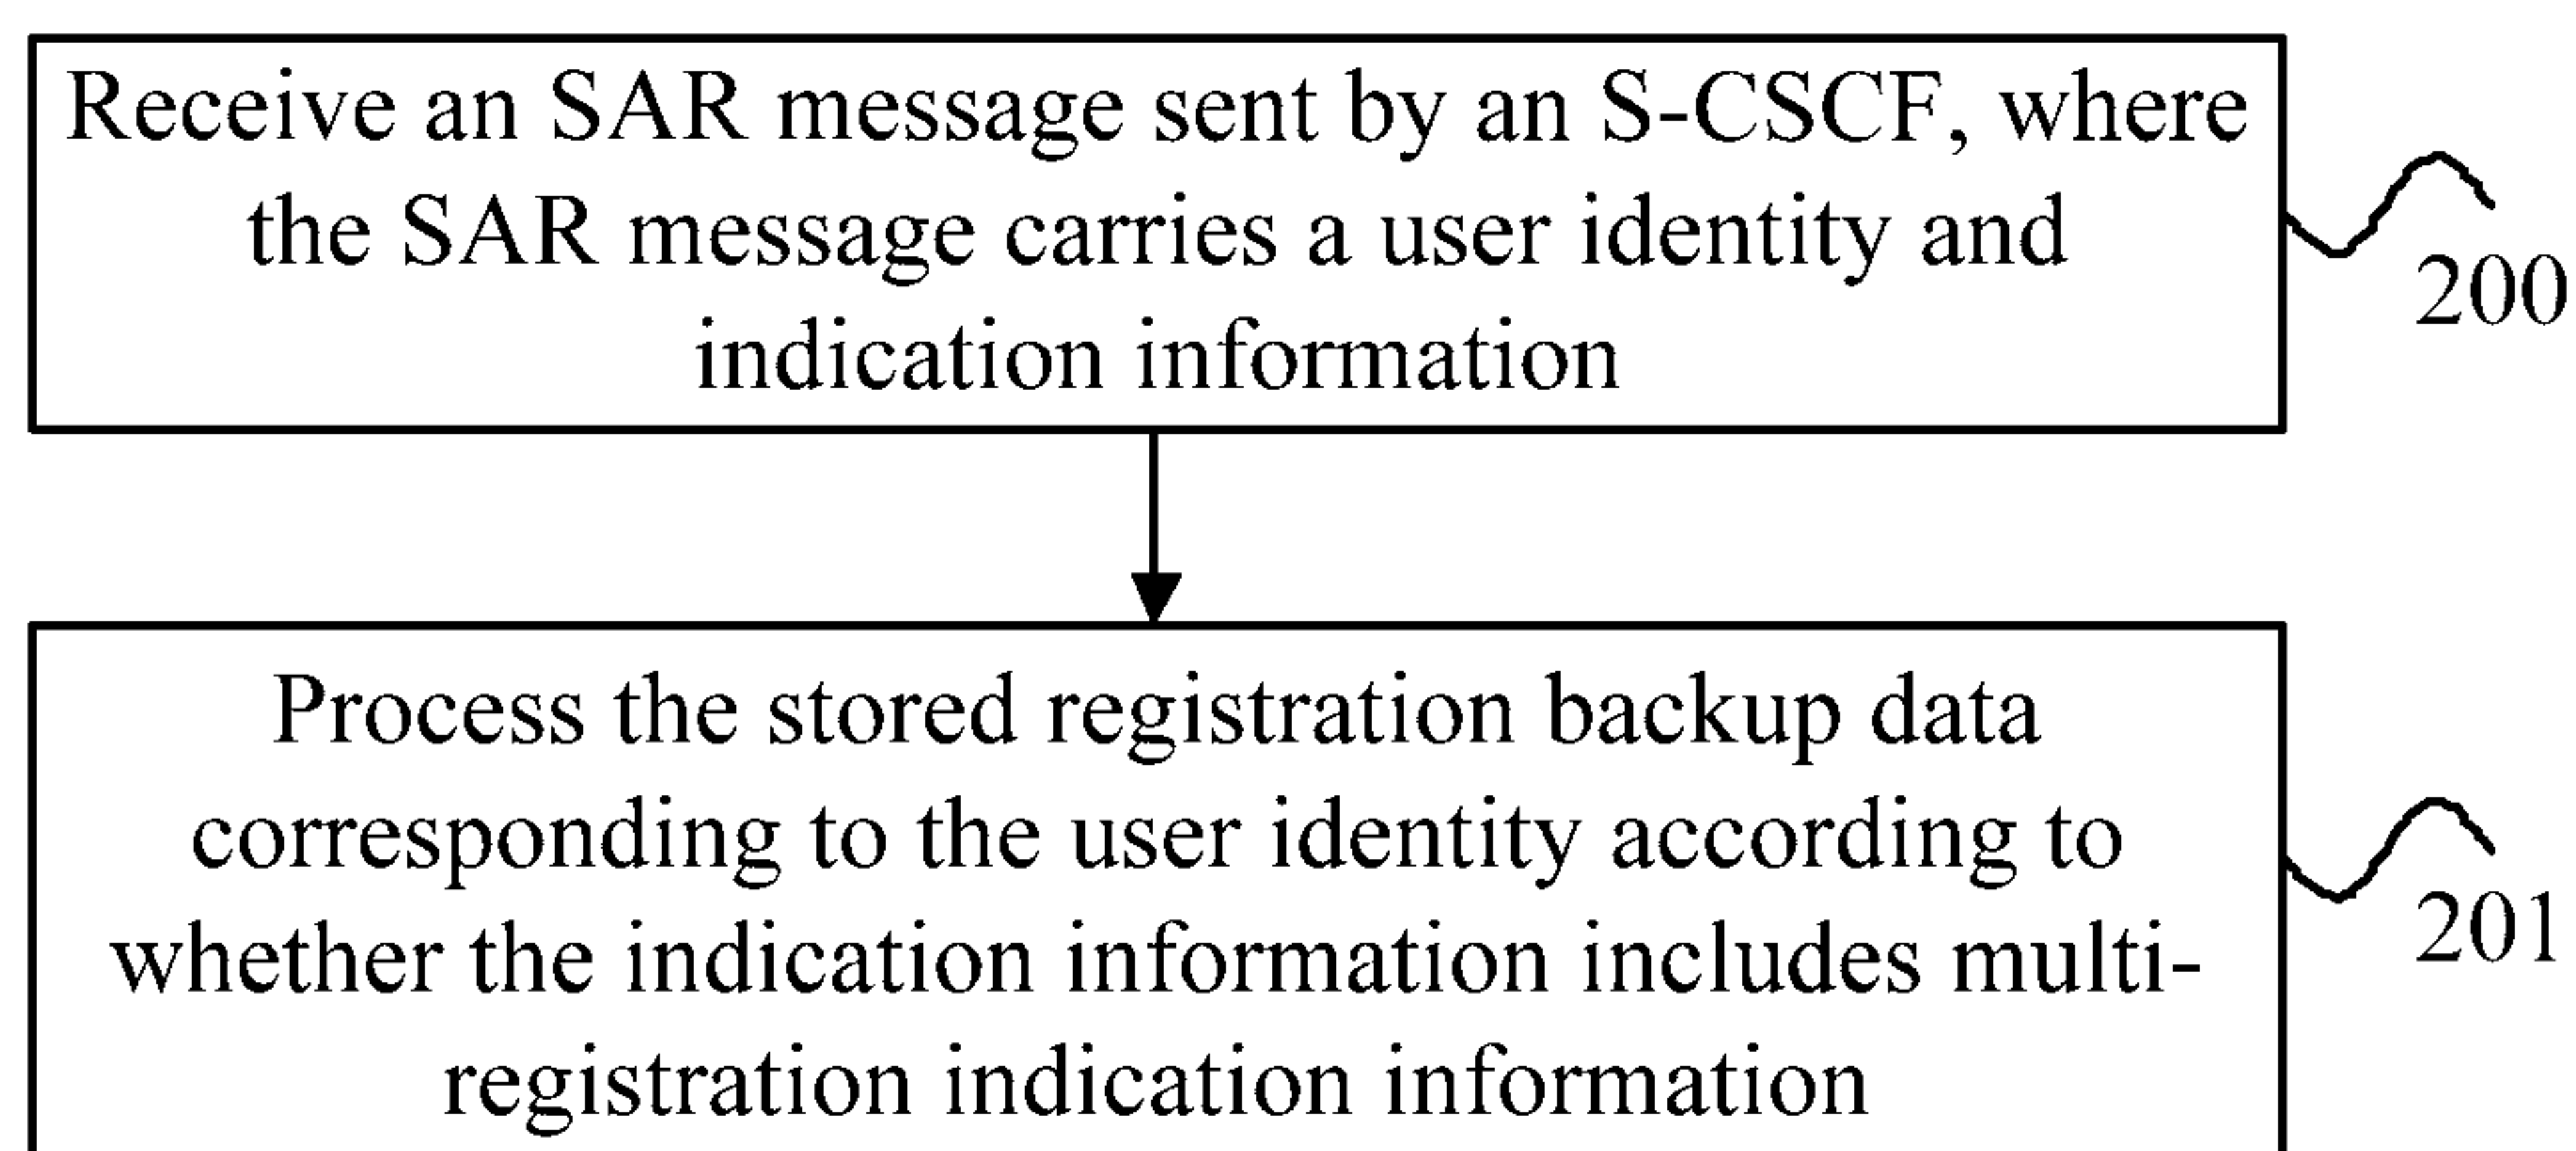 Receive an SAR message sent by an S-CSCF, where
the SAR message carries a user identity and
indication information
200
Process the stored registration backup data
corresponding to the user identity according to
whether the indication information includes multi-
registration indication information
201